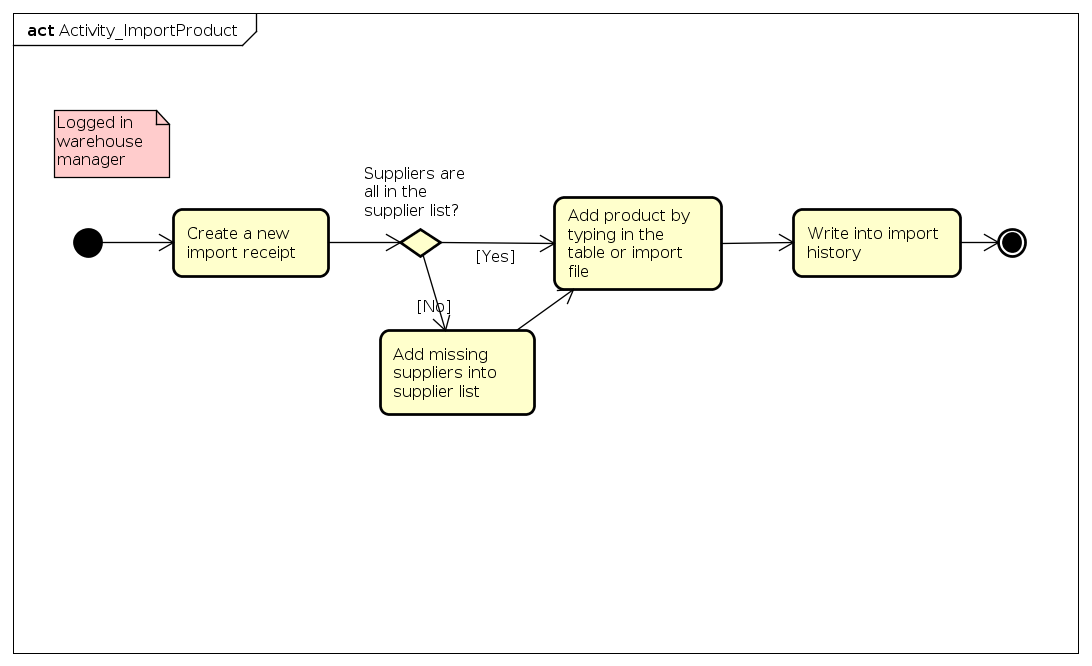 act Activity_ImportProduct
Logged in
warehouse
manager
Suppliers are
all in the
supplier list?
Create a new
import receipt
[Yes]
Add product by
typing in the
table or import
file
Write into import
history
[No]
Add missing
suppliers into
supplier list